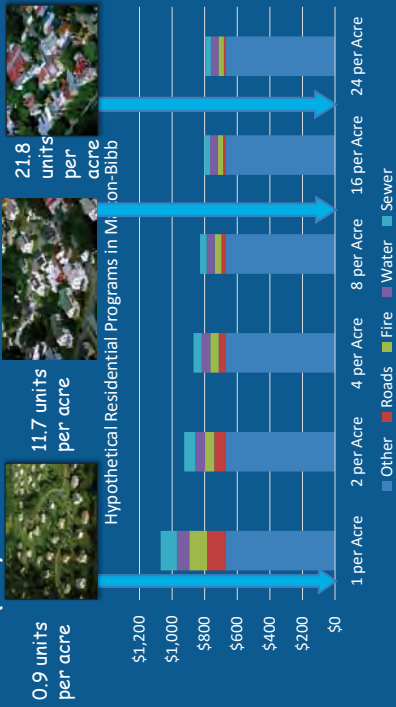 0.9 units
per acre
11.7 units
per acre
21.8
units
per
acre
Hypothetical Residential Programs in
$1,200
$1,000
$800
$600
$400
$200
$0
1 per Acre
2 per Acre
4 per Acre
8 per Acre
16 per Acre
24 per Acre
Other
Roads
Fire
Water
Sewer